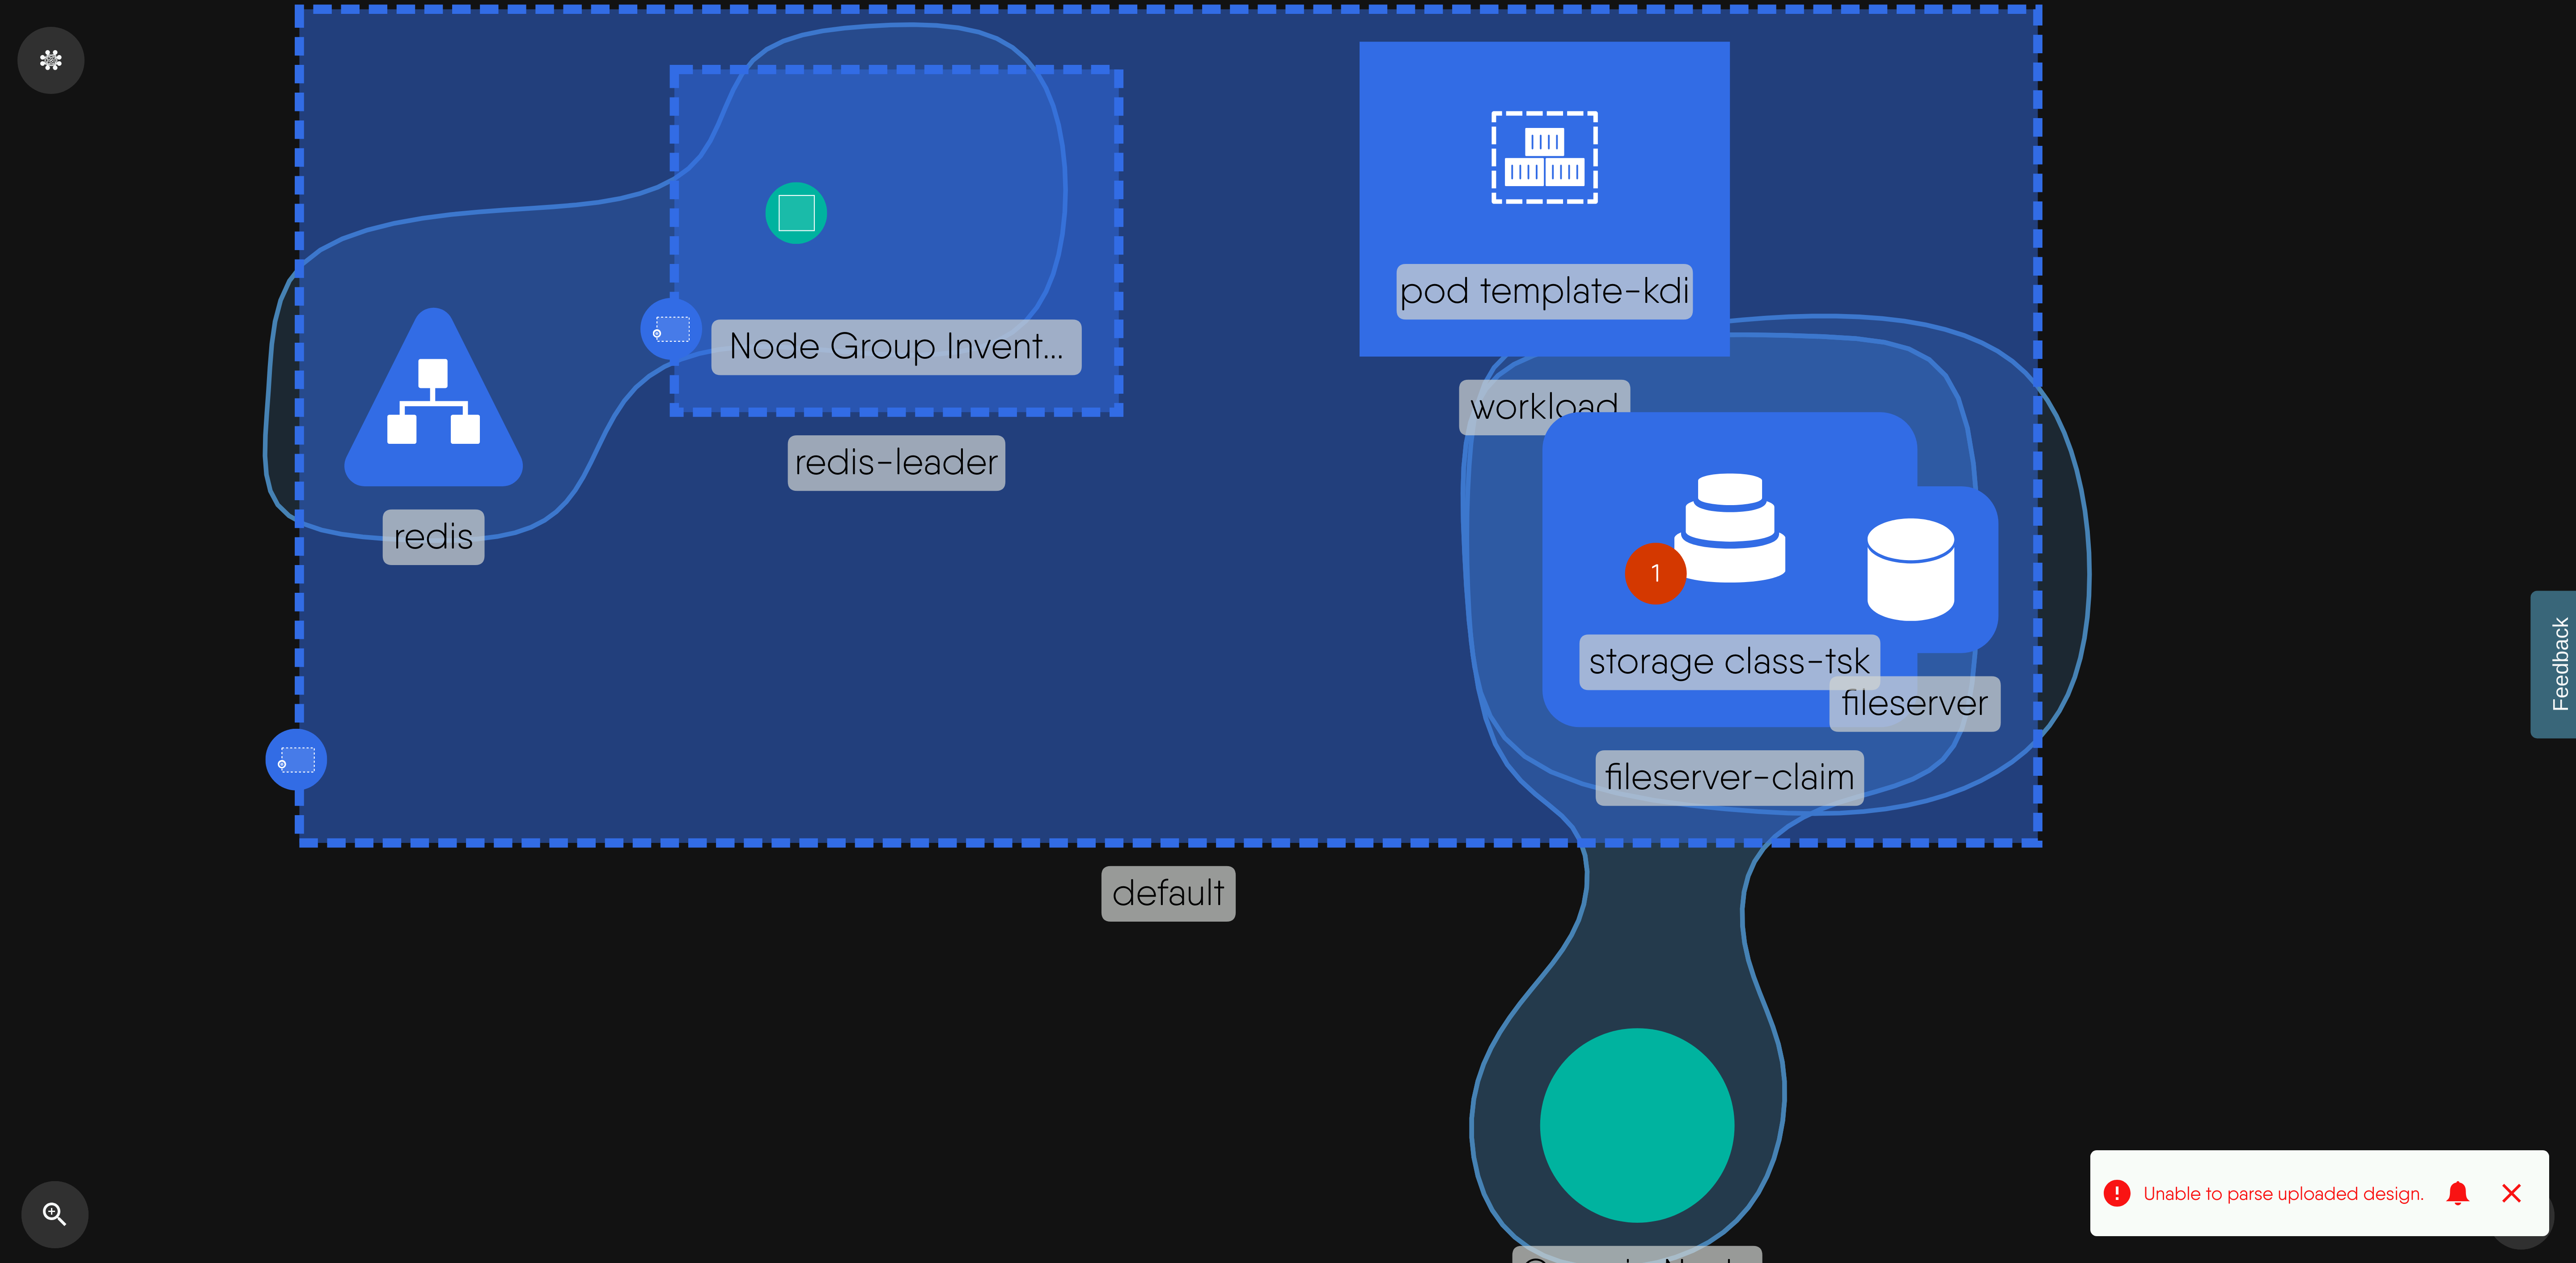 pod template-kdi
Node Group Invent...
workload
redis-leader
redis
1
storage class-tsk
fileserver
fileserver-claim
default
Feedback
Unable to parse uploaded design.